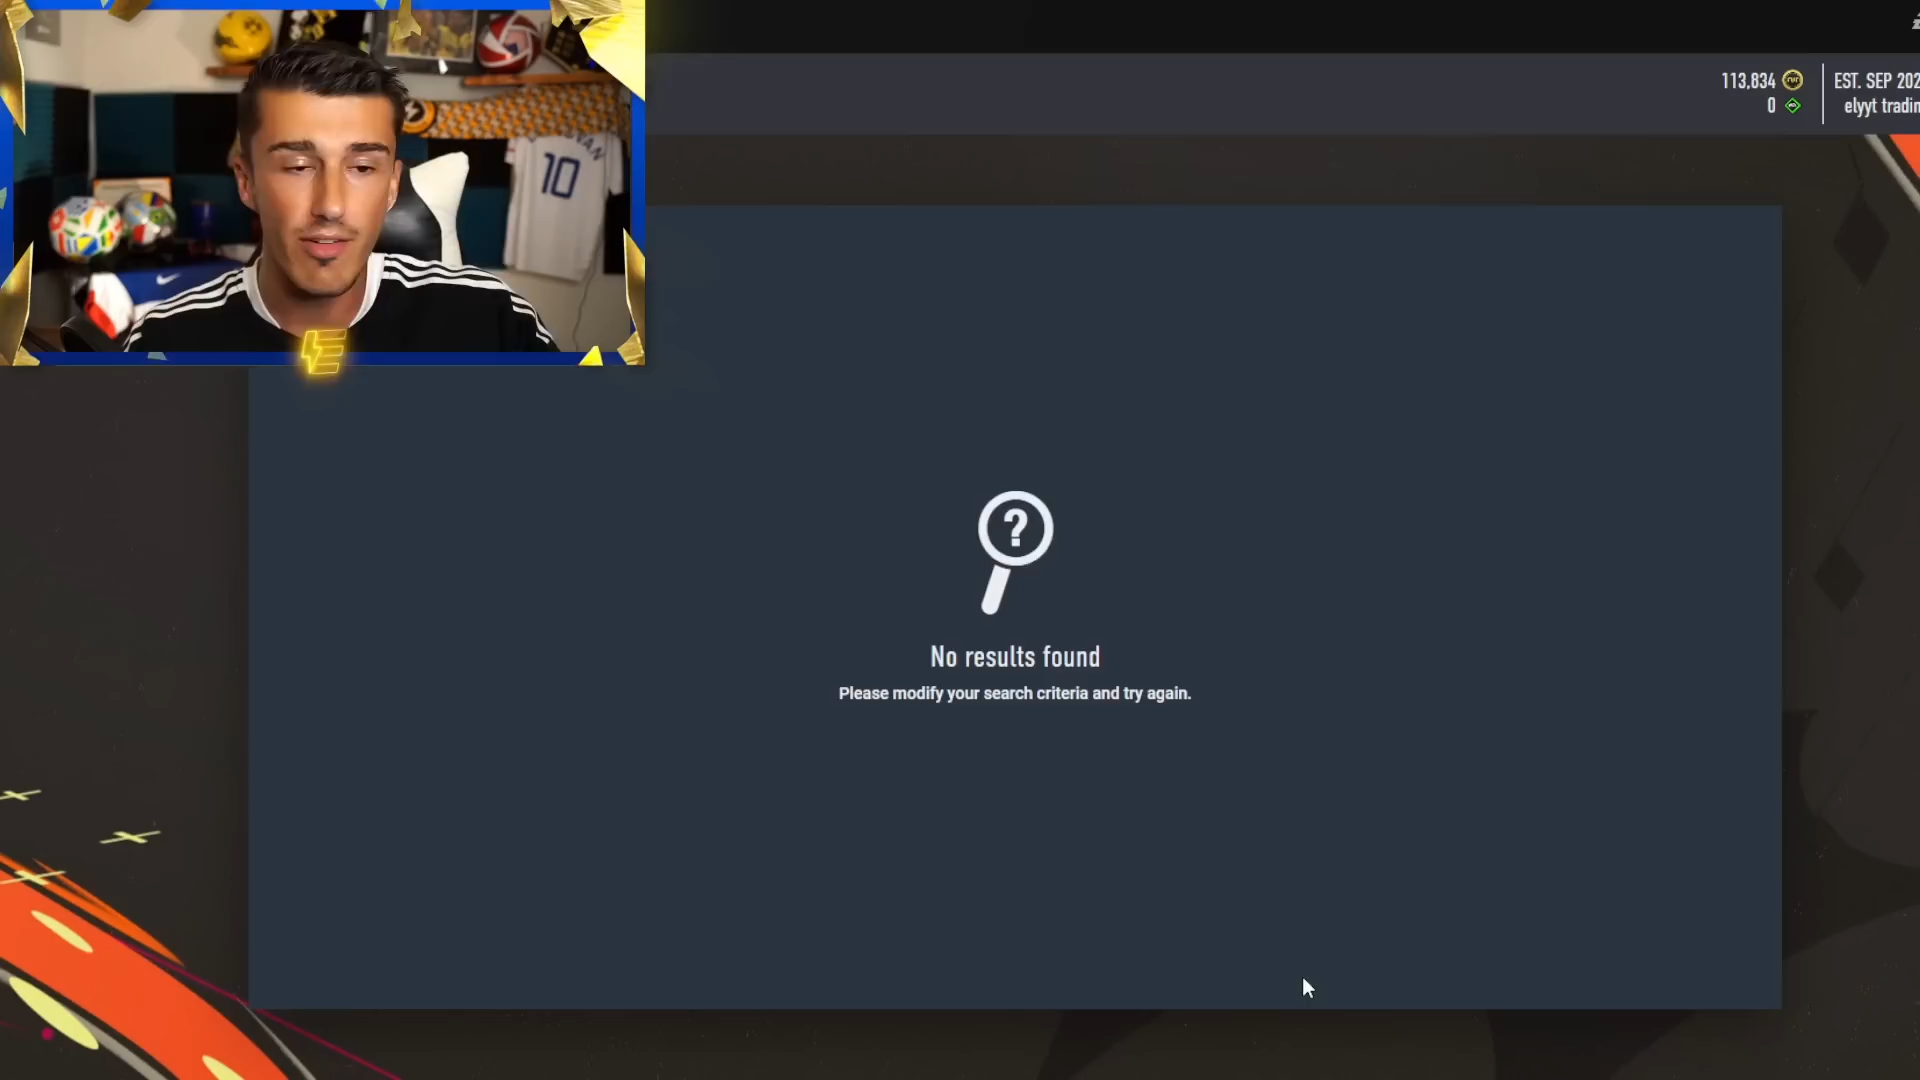 113,834
EST. SEP 202
0
elyyt tradin
VAN
10
No results found
Please modify your search criteria and try again.